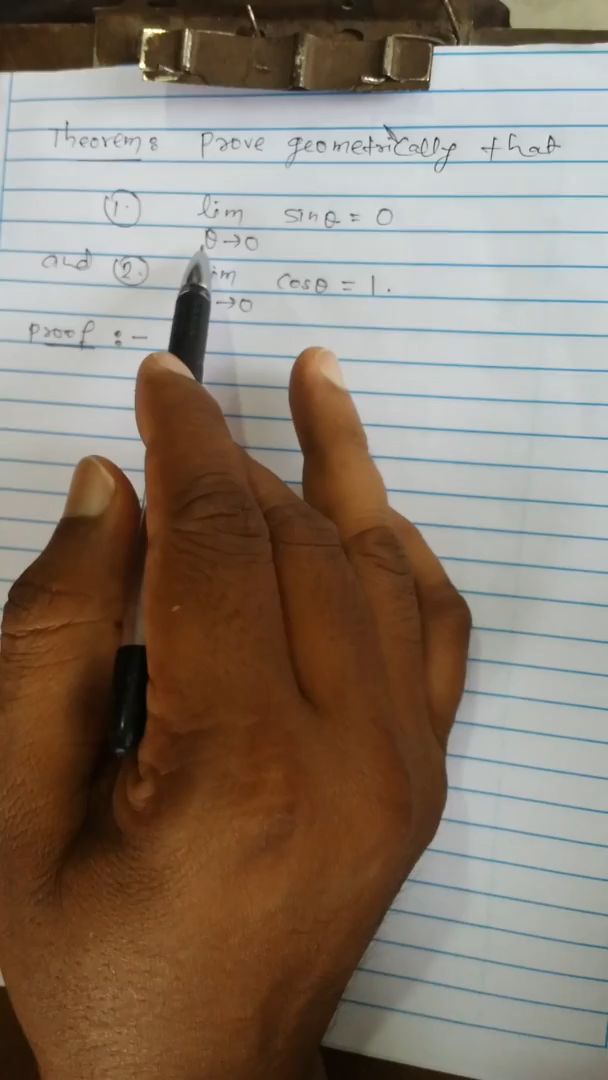 Theorem: Prove geometrically that
(1.) lim sinθ = 0
θ→0
and (2.) lim cosθ = 1.
→0
Proof :-